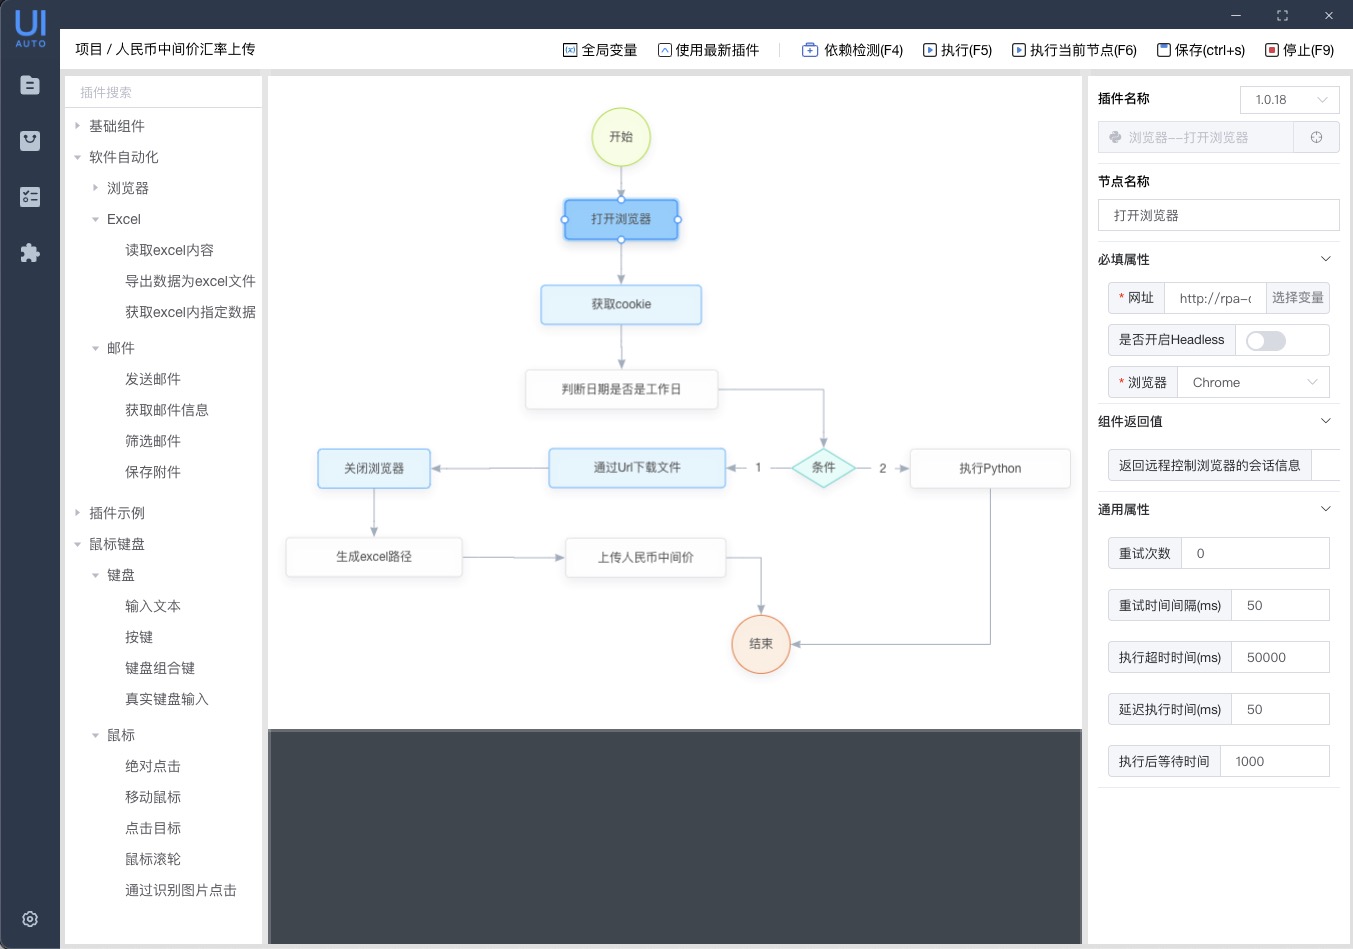 UI
AUTO
项目 / 人民币中间价汇率上传
全局变量
使用最新插件
依赖检测(F4)
执行(F5)
执行当前节点(F6)
保存(ctrl+s)
停止(F9)
插件搜索
基础组件
软件自动化
浏览器
Excel
读取excel内容
导出数据为excel文件
获取excel内指定数据
邮件
发送邮件
获取邮件信息
筛选邮件
保存附件
插件示例
鼠标键盘
键盘
输入文本
按键
键盘组合键
真实键盘输入
鼠标
绝对点击
移动鼠标
点击目标
鼠标滚轮
通过识别图片点击
开始
打开浏览器
获取cookie
判断日期是否是工作日
关闭浏览器
通过Url下载文件
1
条件
2
执行Python
生成excel路径
上传人民币中间价
结束
插件名称
1.0.18
浏览器--打开浏览器
节点名称
打开浏览器
必填属性
* 网址
http://rpa-c
选择变量
是否开启Headless
* 浏览器
Chrome
组件返回值
返回远程控制浏览器的会话信息
通用属性
重试次数
0
重试时间间隔(ms)
50
执行超时时间(ms)
50000
延迟执行时间(ms)
50
执行后等待时间
1000